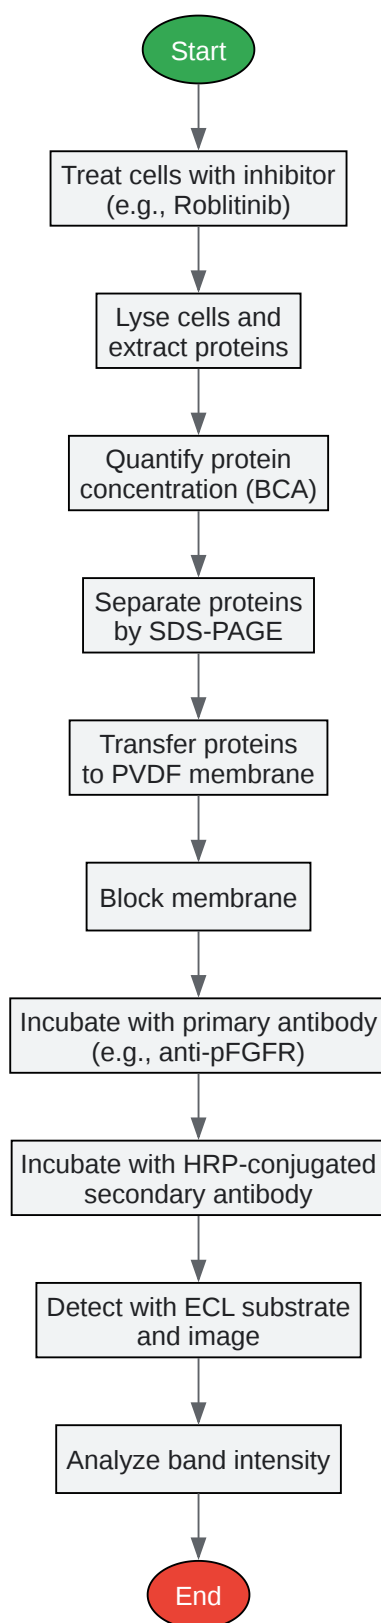 Start
Treat cells with inhibitor
(e.g., Roblitinib)
Lyse cells and
extract proteins
Quantify protein
concentration (BCA)
Separate proteins
by SDS-PAGE
Transfer proteins
to PVDF membrane
Block membrane
Incubate with primary antibody
(e.g., anti-pFGFR)
Incubate with HRP-conjugated
secondary antibody
Detect with ECL substrate
and image
Analyze band intensity
End